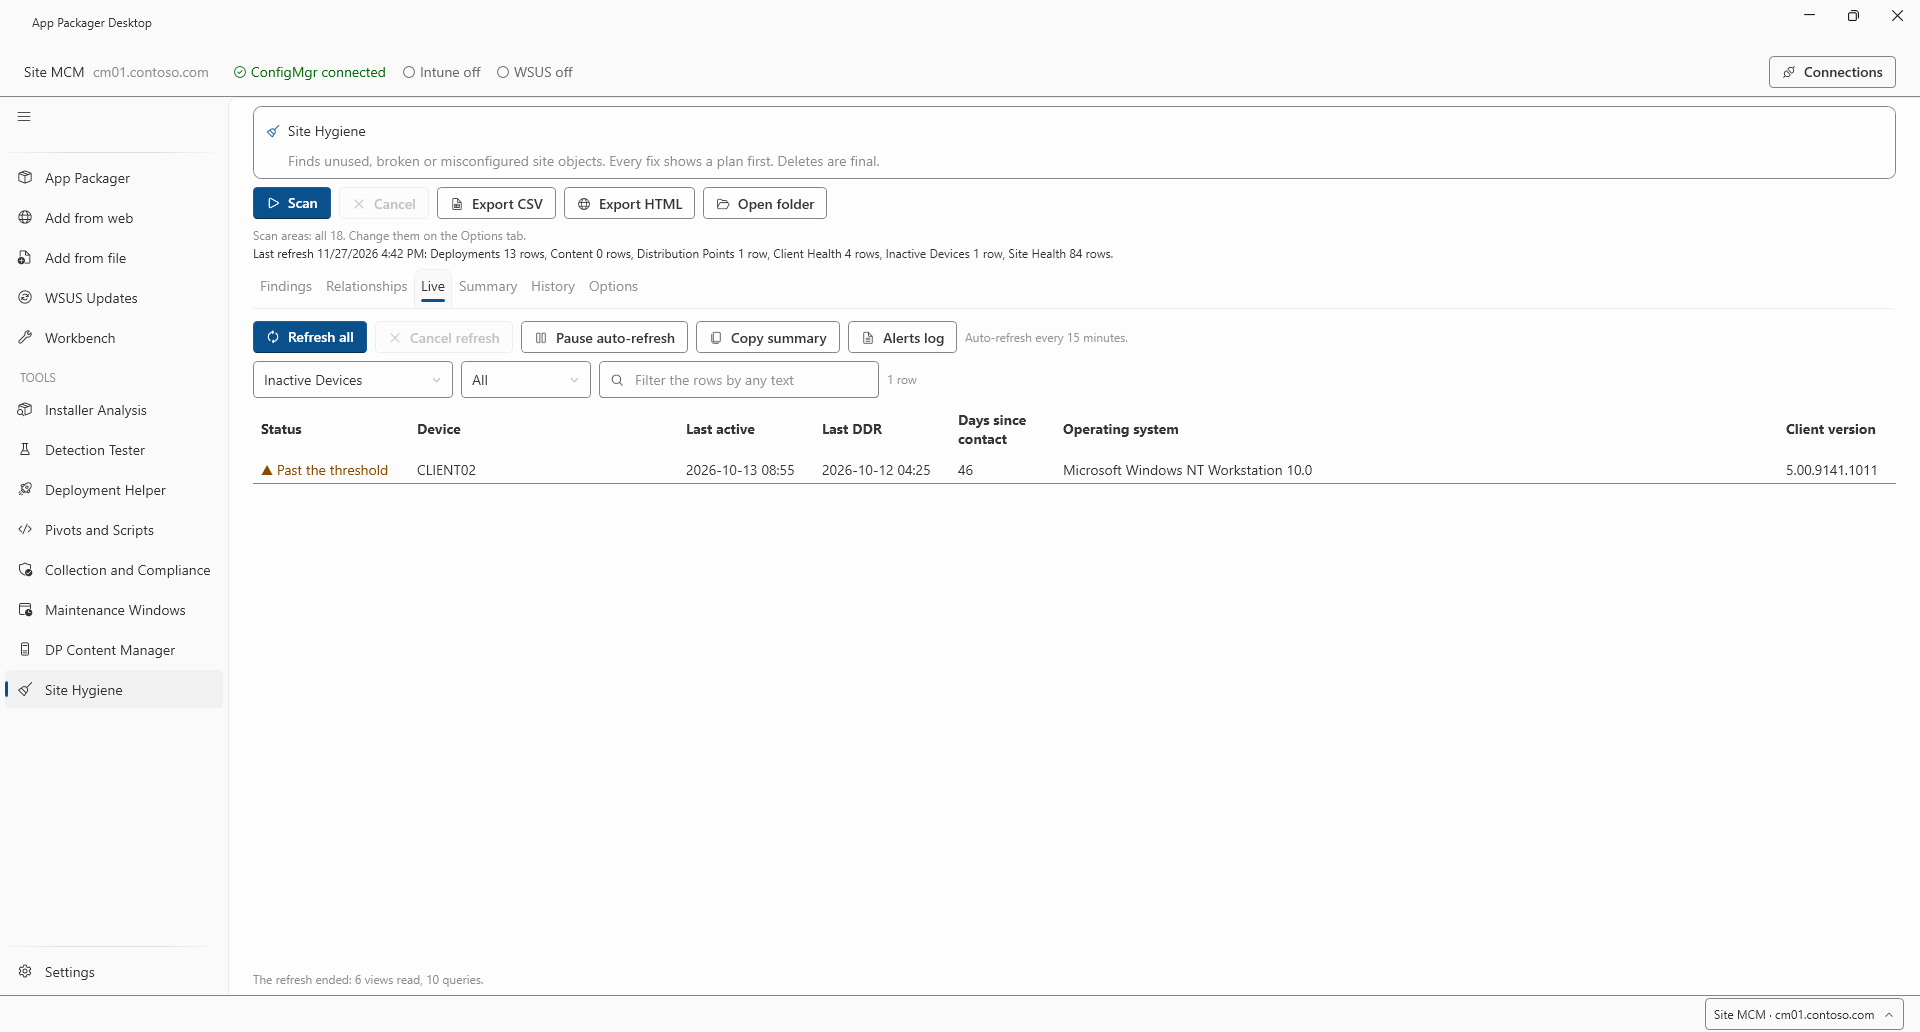 App Packager Desktop
Site MCM cm01.contoso.com ConfigMgr connected Intune off WSUS off Connections
App Packager
Add from web
Add from file
WSUS Updates
Workbench
TOOLS
Installer Analysis
Detection Tester
Deployment Helper
Pivots and Scripts
Collection and Compliance
Maintenance Windows
DP Content Manager
Site Hygiene
Settings
Site Hygiene
Finds unused, broken or misconfigured site objects. Every fix shows a plan first. Deletes are final.
Scan Cancel Export CSV Export HTML Open folder
Scan areas: all 18. Change them on the Options tab.
Last refresh 11/27/2026 4:42 PM: Deployments 13 rows, Content 0 rows, Distribution Points 1 row, Client Health 4 rows, Inactive Devices 1 row, Site Health 84 rows.
Findings Relationships Live Summary History Options
Refresh all Cancel refresh Pause auto-refresh Copy summary Alerts log Auto-refresh every 15 minutes.
Inactive Devices All Filter the rows by any text 1 row
Status Device Last active Last DDR Days since contact Operating system Client version
Past the threshold CLIENT02 2026-10-13 08:55 2026-10-12 04:25 46 Microsoft Windows NT Workstation 10.0 5.00.9141.1011
The refresh ended: 6 views read, 10 queries.
Site MCM · cm01.contoso.com